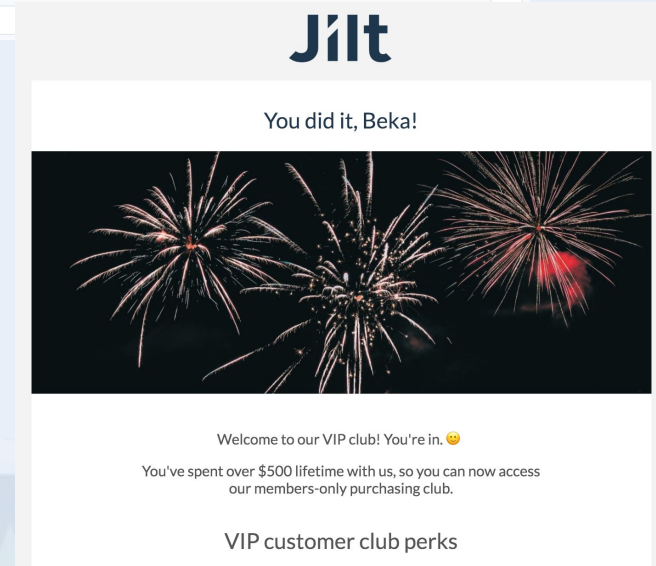 Jilt
You did it, Beka!
Welcome to our VIP club! You're in. 🙂
You've spent over $500 lifetime with us, so you can now access
our members-only purchasing club.
VIP customer club perks